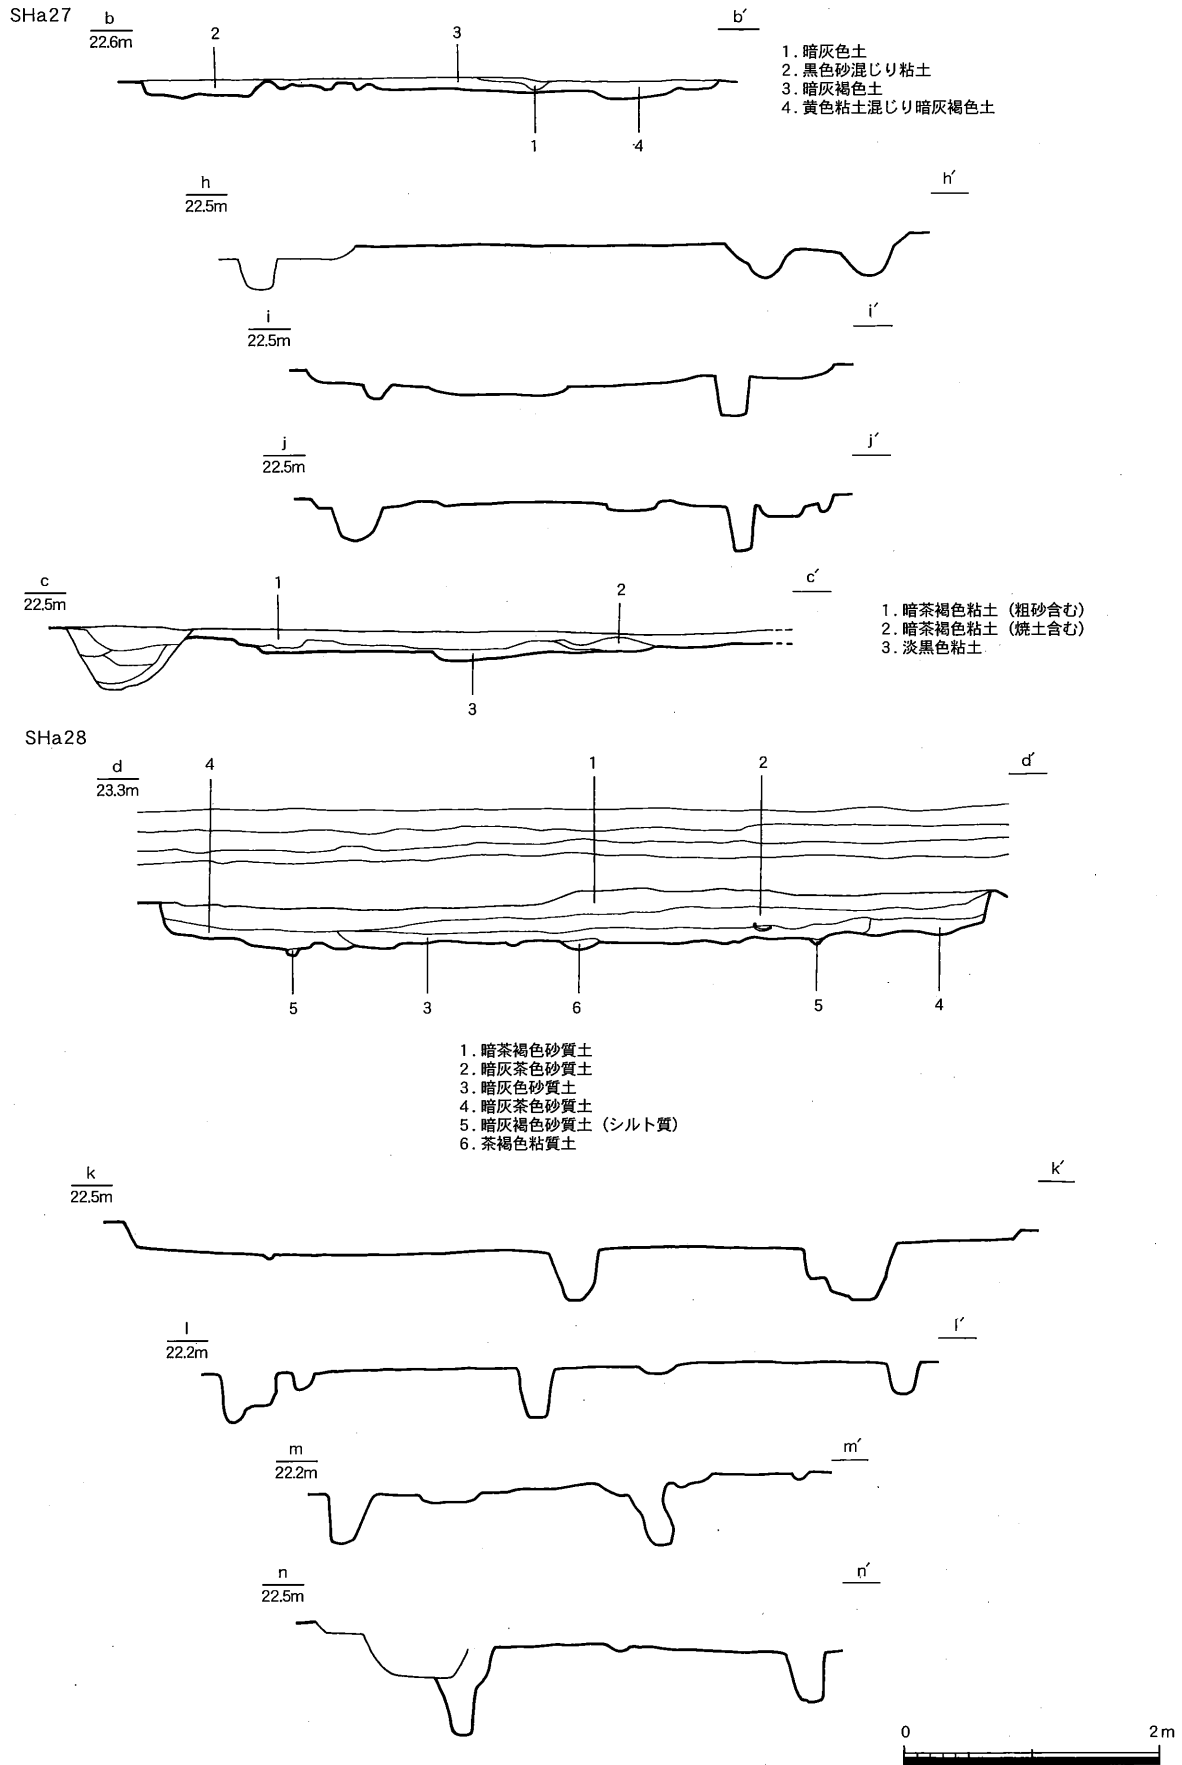 SHa27
b b′
22.6m
2 3
1 4
1. 暗灰色土
2. 黒色砂混じり粘土
3. 暗灰褐色土
4. 黄色粘土混じり暗灰褐色土
h h′
22.5m
i i′
22.5m
j j′
22.5m
c c′
22.5m
1 2
3
1. 暗茶褐色粘土（粗砂含む）
2. 暗茶褐色粘土（焼土含む）
3. 淡黒色粘土
SHa28
d d′
23.3m
4 1 2
5 3 6 5 4
1. 暗茶褐色砂質土
2. 暗灰茶色砂質土
3. 暗灰色砂質土
4. 暗灰茶色砂質土
5. 暗灰褐色砂質土（シルト質）
6. 茶褐色粘質土
k k′
22.5m
l l′
22.2m
m m′
22.2m
n n′
22.5m
0 2m